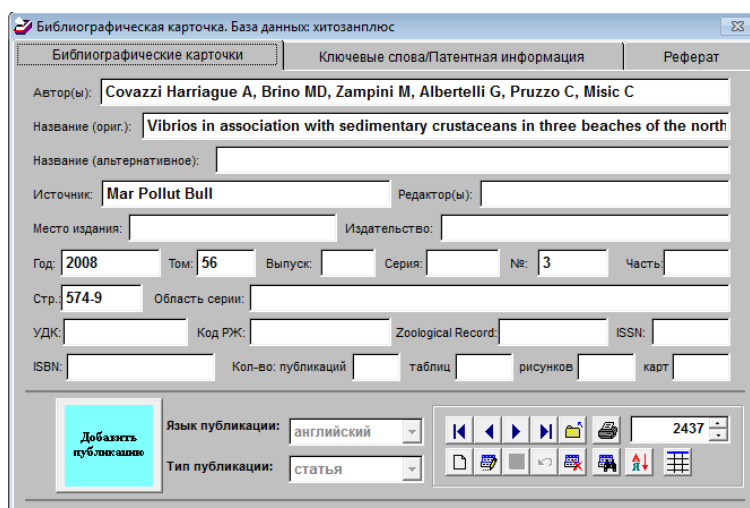 Библиографическая карточка. База данных: хитозанплюс
Библиографические карточки Ключевые слова/Патентная информация Реферат
Автор(ы): Covazzi Harriague A, Brino MD, Zampini M, Albertelli G, Pruzzo C, Misic C
Название (ориг.): Vibrios in association with sedimentary crustaceans in three beaches of the north
Название (альтернативное):
Источник: Mar Pollut Bull Редактор(ы):
Место издания: Издательство:
Год: 2008 Том: 56 Выпуск: Серия: №: 3 Часть:
Стр.: 574-9 Область серии:
УДК: Код РЖ: Zoological Record: ISSN:
ISBN: Кол-во: публикаций таблиц рисунков карт
Добавить публикацию
Язык публикации: английский
Тип публикации: статья
2437